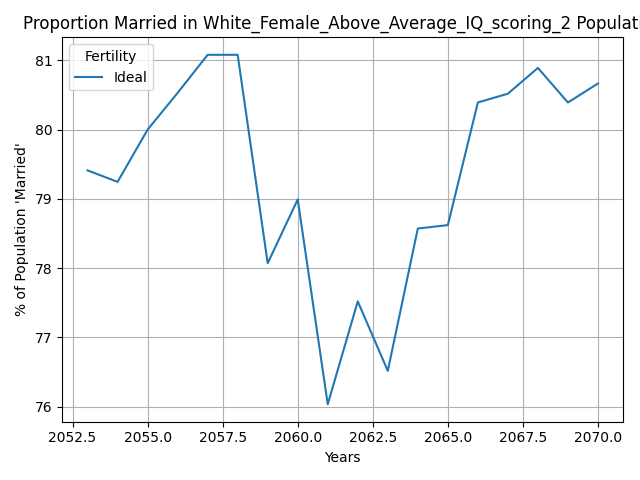 Proportion Married in White_Female_Above_Average_IQ_scoring_2 Populati
Fertility
Ideal
% of Population 'Married'
81
80
79
78
77
76
2052.5 2055.0 2057.5 2060.0 2062.5 2065.0 2067.5 2070.0
Years